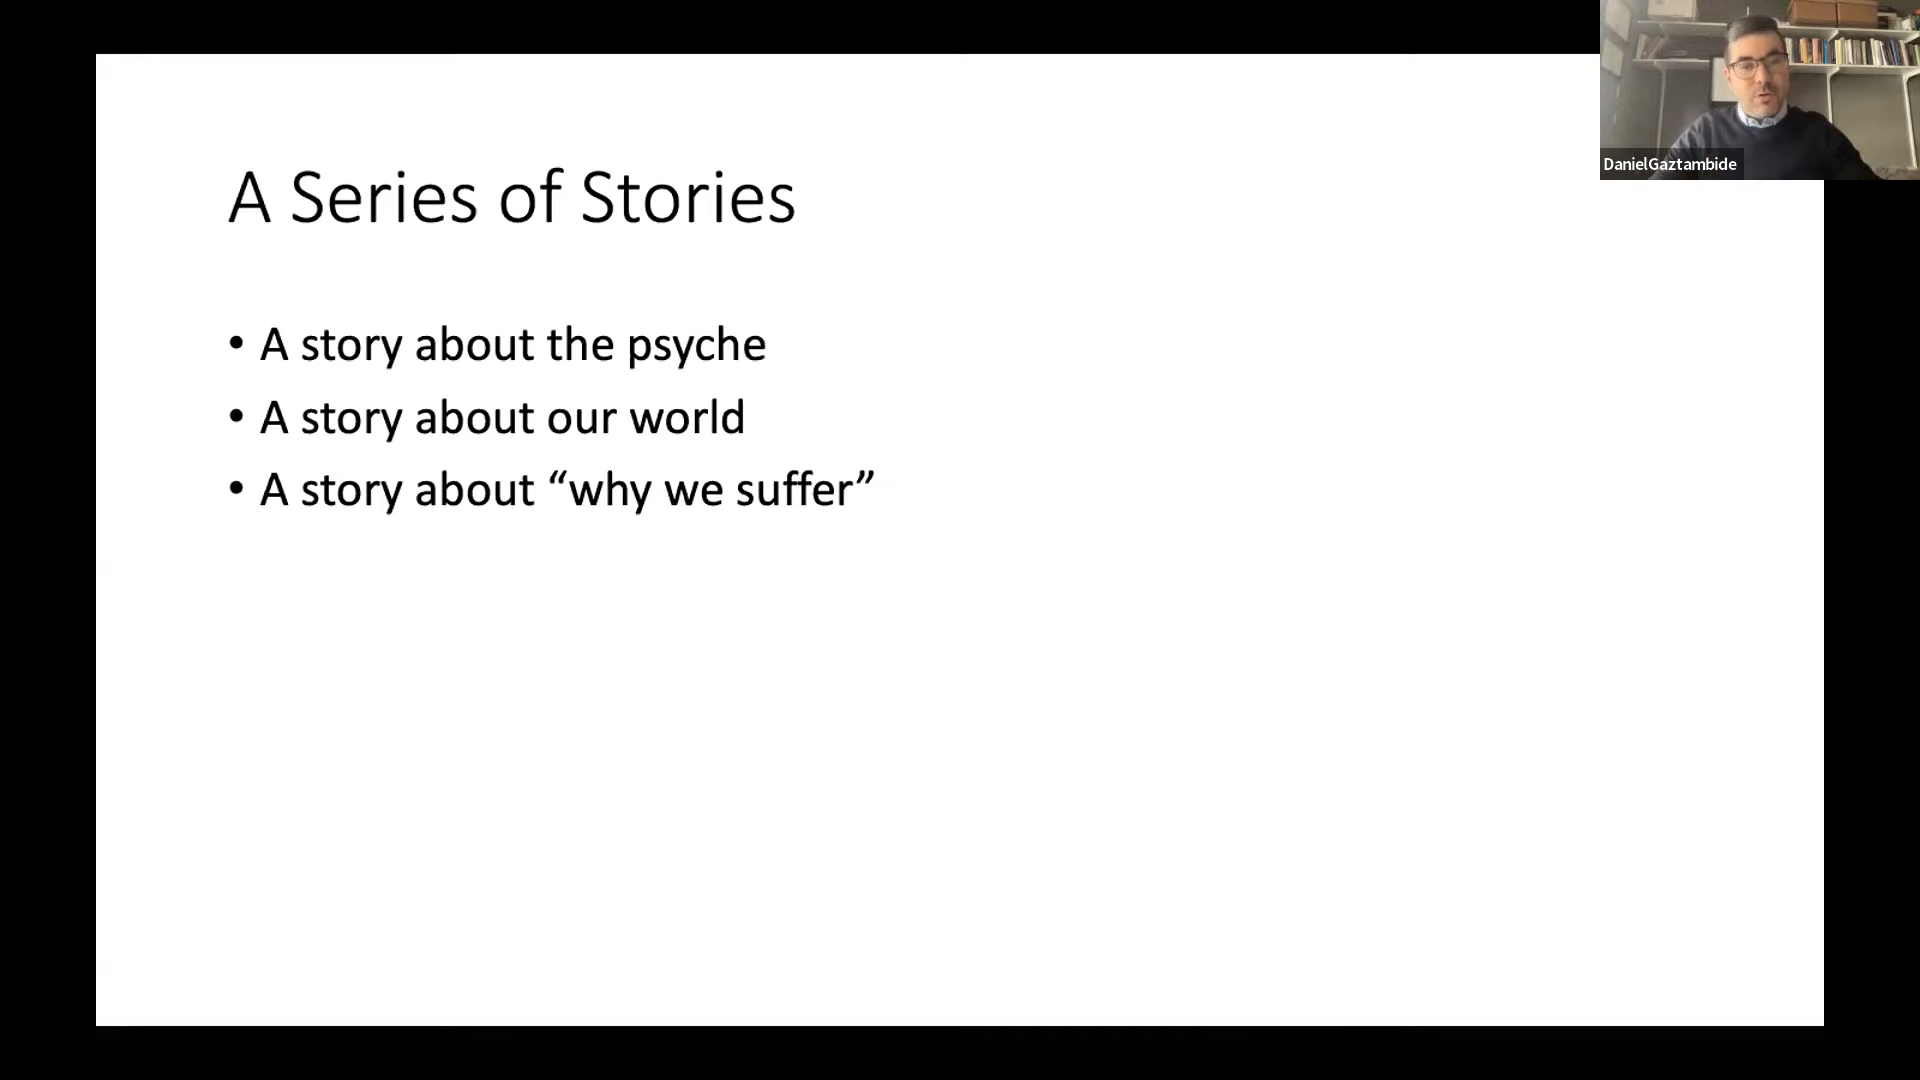 A Series of Stories
• A story about the psyche
• A story about our world
• A story about “why we suffer”
DanielGaztambide